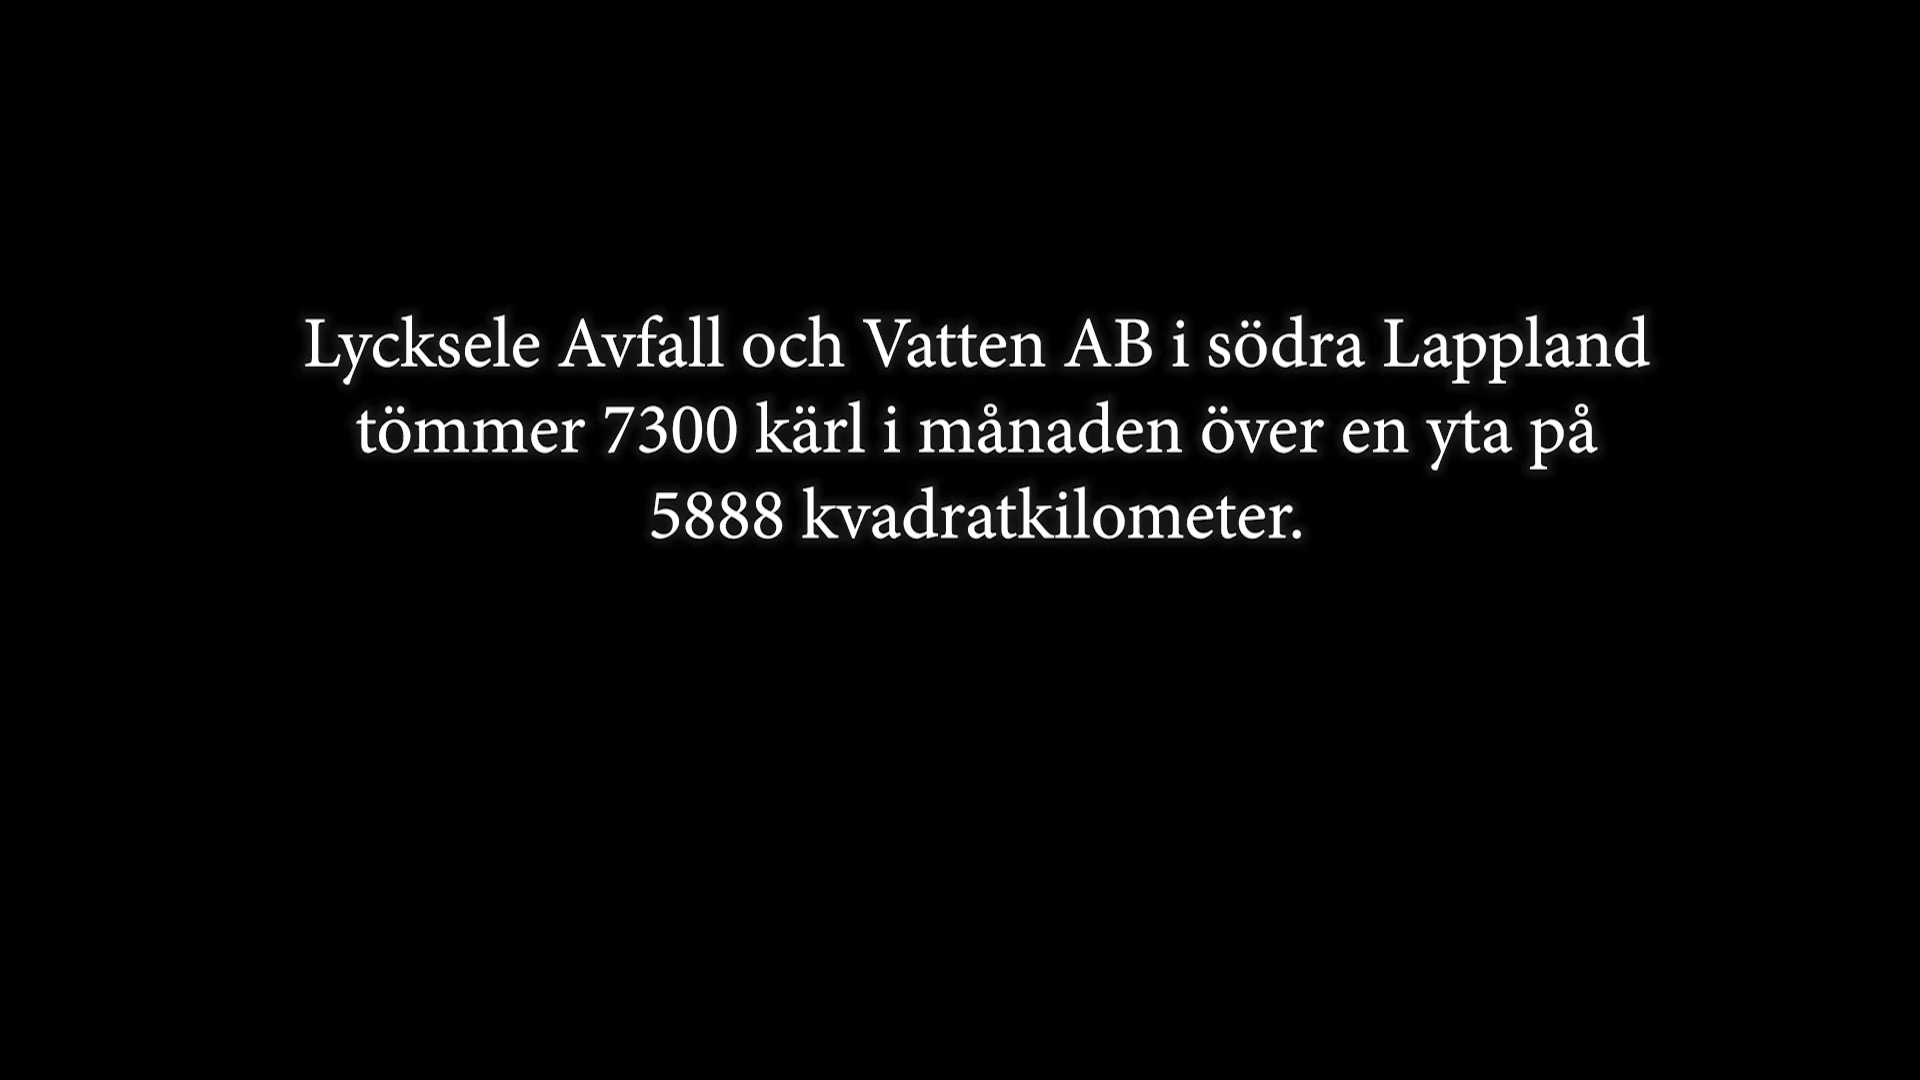 Lycksele Avfall och Vatten AB i södra Lappland
tömmer 7300 kärl i månaden över en yta på
5888 kvadratkilometer.